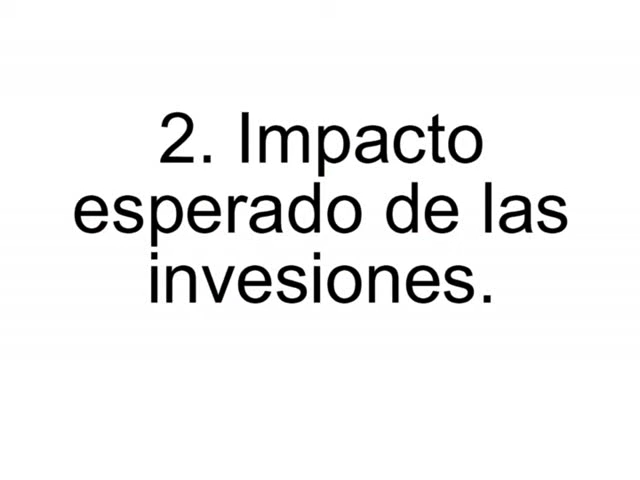 2. Impacto
esperado de las
invesiones.